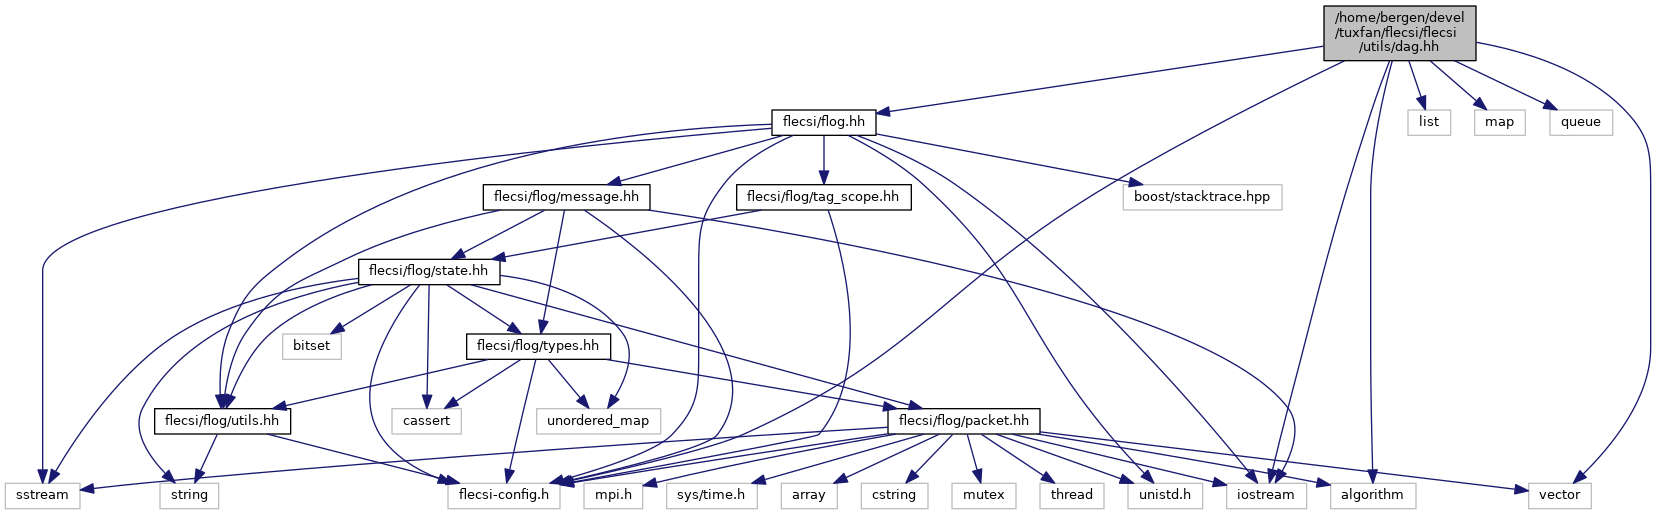 /home/bergen/devel
/tuxfan/flecsi/flecsi
/utils/dag.hh
flecsi/flog.hh
list
map
queue
flecsi/flog/message.hh
flecsi/flog/tag_scope.hh
boost/stacktrace.hpp
flecsi/flog/state.hh
bitset
flecsi/flog/types.hh
flecsi/flog/utils.hh
cassert
unordered_map
flecsi/flog/packet.hh
sstream
string
flecsi-config.h
mpi.h
sys/time.h
array
cstring
mutex
thread
unistd.h
iostream
algorithm
vector